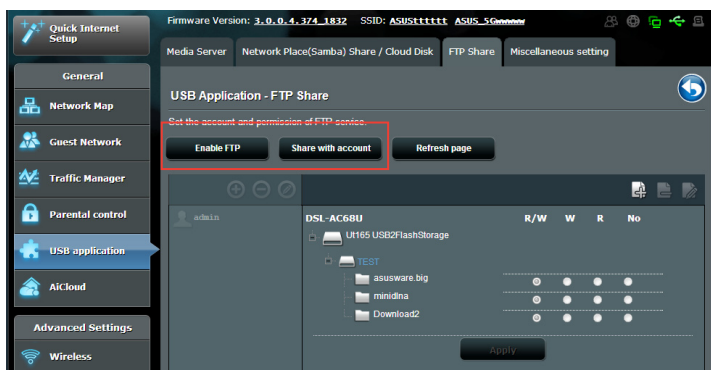 Quick Internet
Setup
Firmware Version: 3.0.0.4.374_1832 SSID: ASUSttttt ASUS_5G
Media Server Network Place(Samba) Share / Cloud Disk FTP Share Miscellaneous setting
General
Network Map
Guest Network
Traffic Manager
Parental control
USB application
AiCloud
Advanced Settings
Wireless
USB Application - FTP Share
Set the account and permission of FTP service.
Enable FTP Share with account Refresh page
admin
DSL-AC68U R/W W R No
Ut165 USB2FlashStorage
TEST
asusware.big
minidlna
Download2
Apply